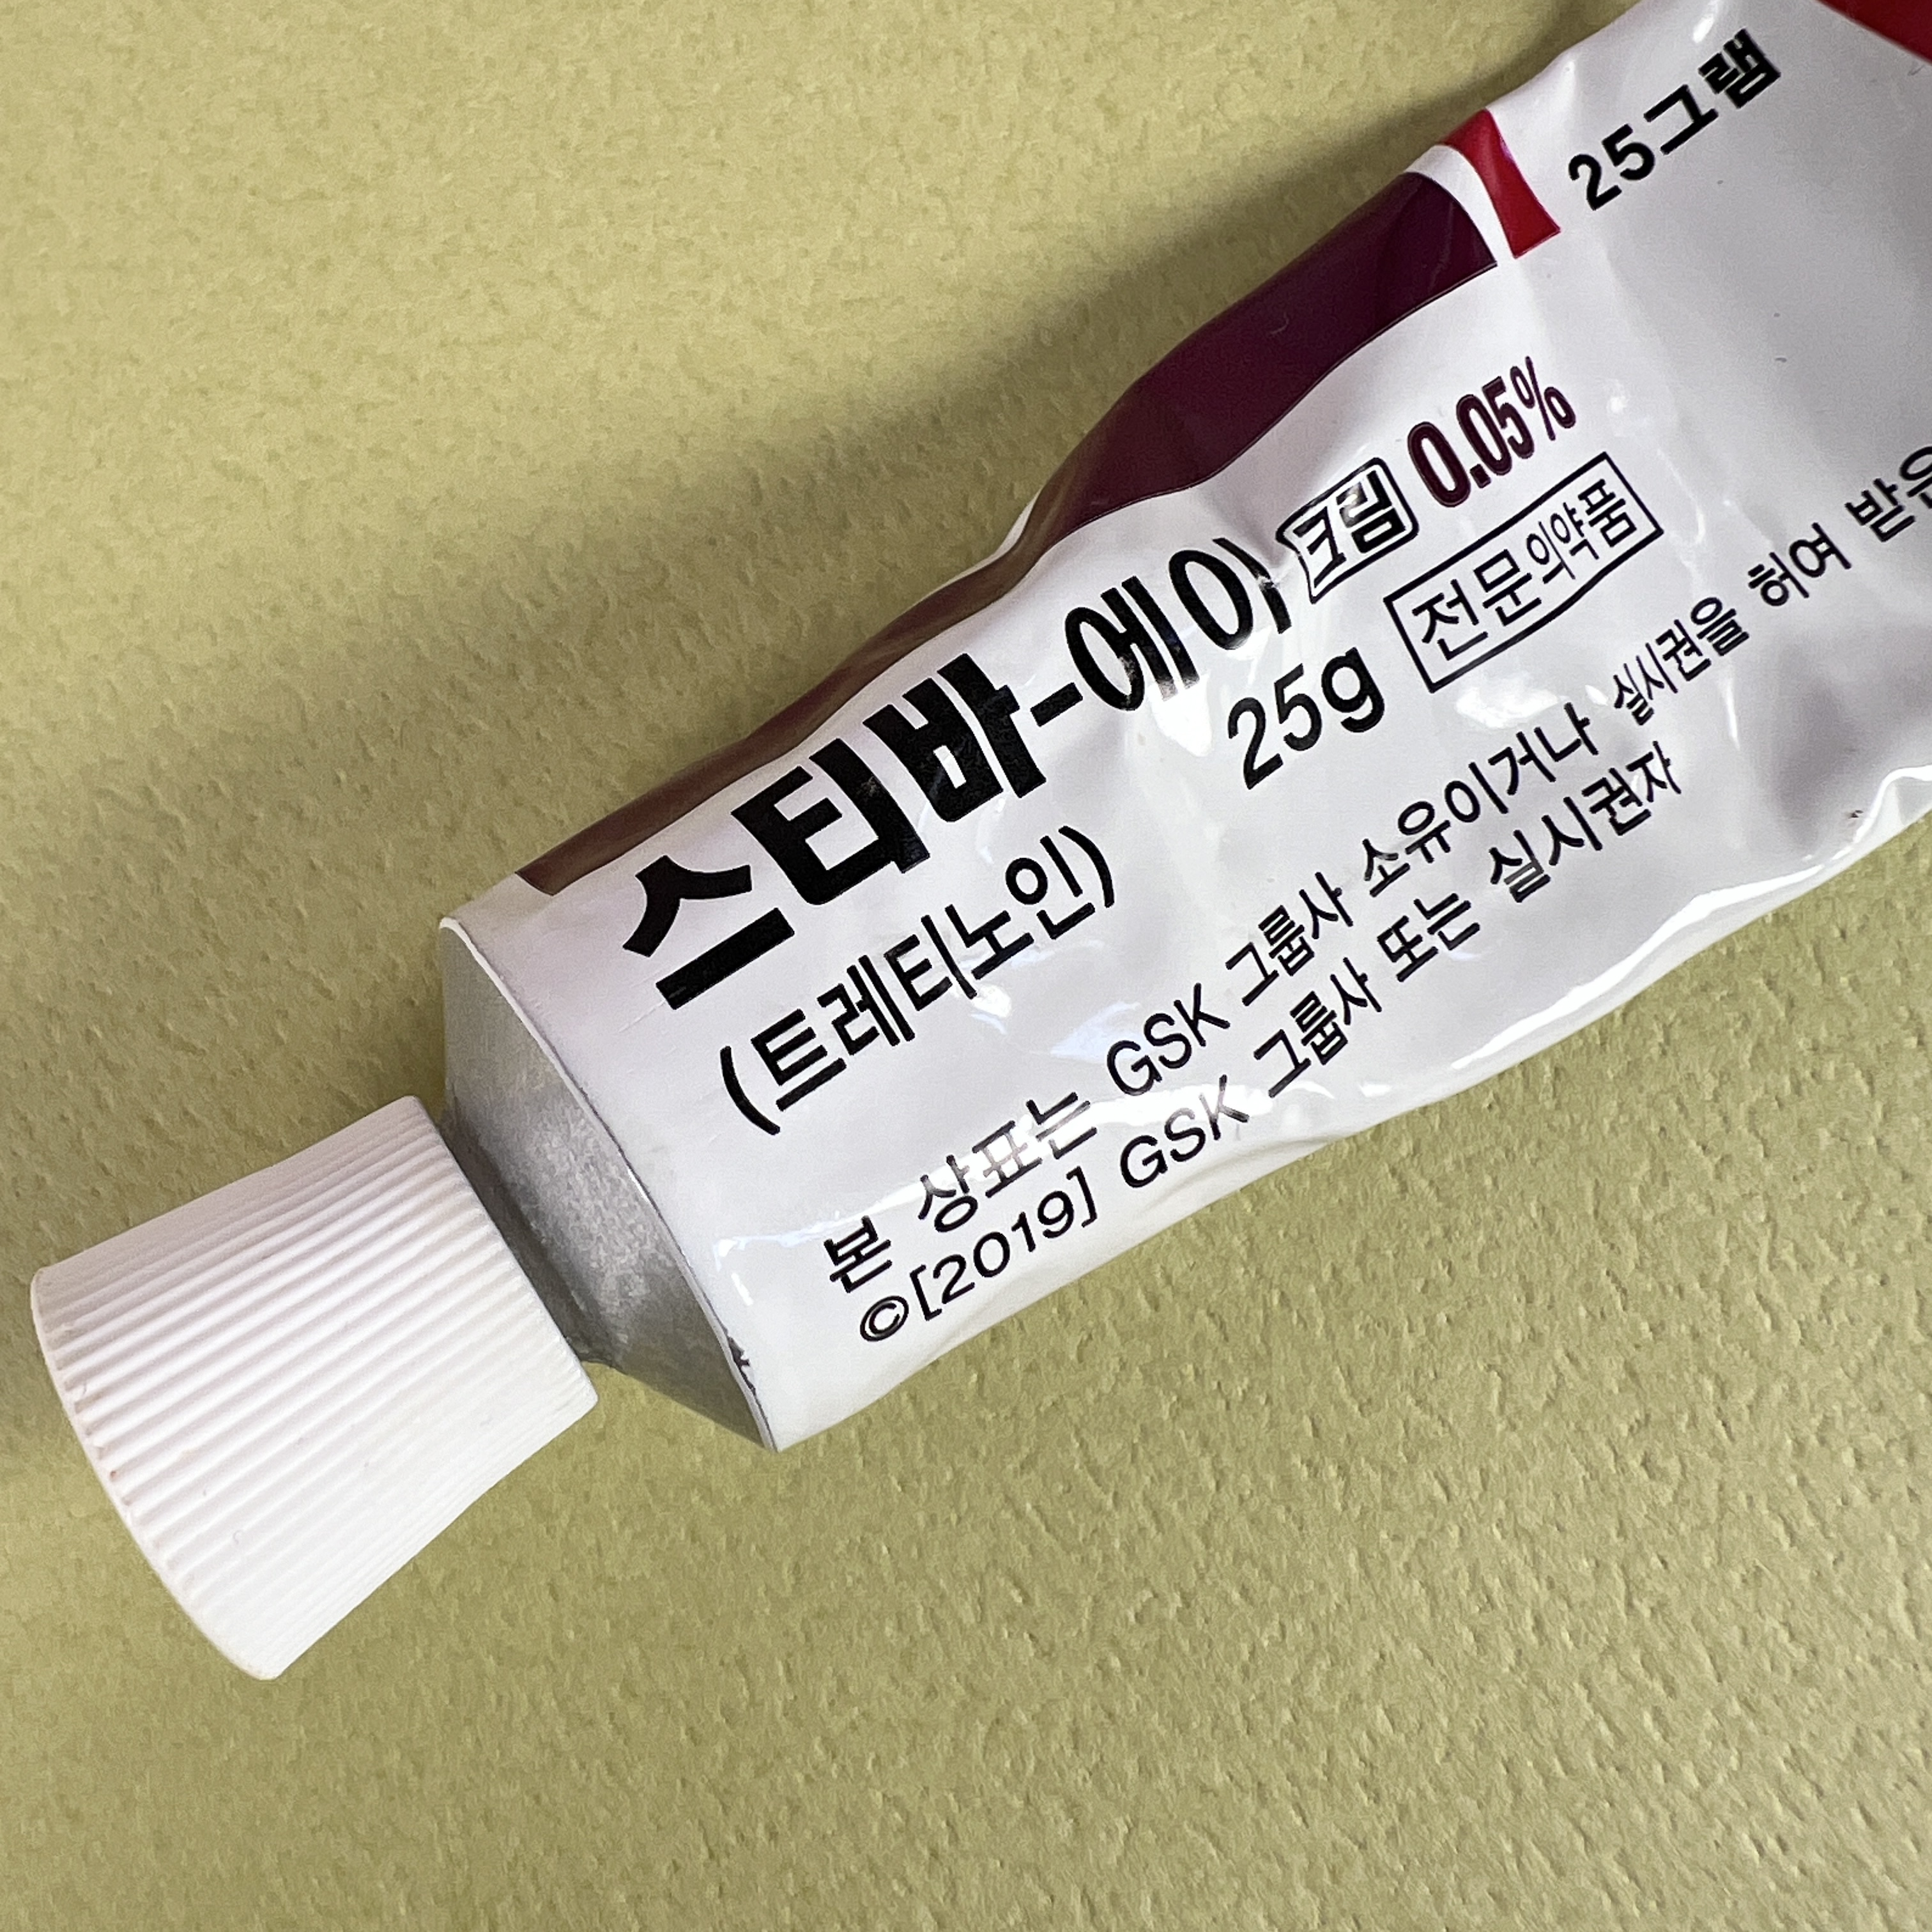 25그램
스티바-에이 크림 0.05%
(트레티노인) 25g 전문의약품
본 상표는 GSK 그룹사 소유이거나 실시권을 허여 받은
©[2019] GSK 그룹사 또는 실시권자